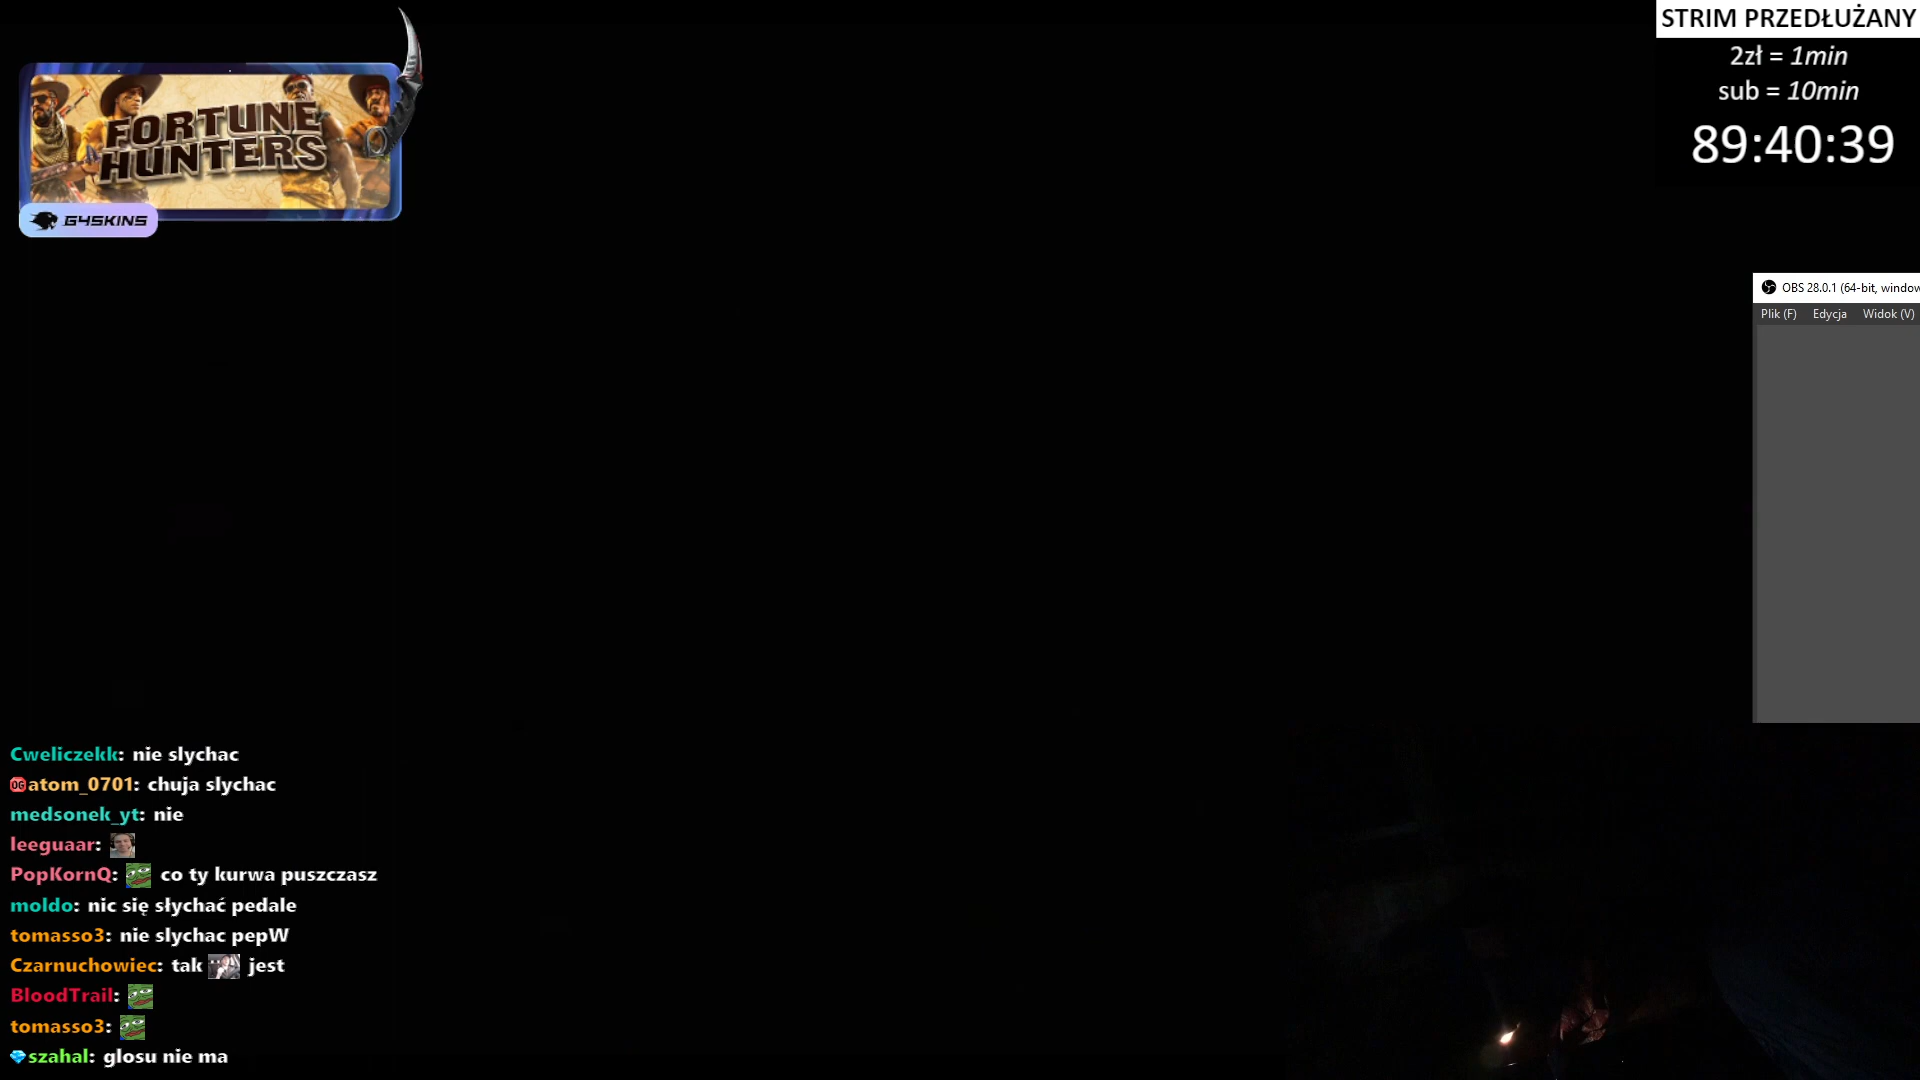 STRIM PRZEDŁUŻANY
2zł = 1min
sub = 10min
89:40:39
FORTUNE
HUNTERS
G4SKINS
OBS 28.0.1 (64-bit, window
Plik (F) Edycja Widok (V)
Cweliczekk: nie slychac
OG atom_0701: chuja slychac
medsonek_yt: nie
leeguaar:
PopKornQ: co ty kurwa puszczasz
moldo: nic się słychać pedale
tomasso3: nie slychac pepW
Czarnuchowiec: tak jest
BloodTrail:
tomasso3:
szahal: glosu nie ma